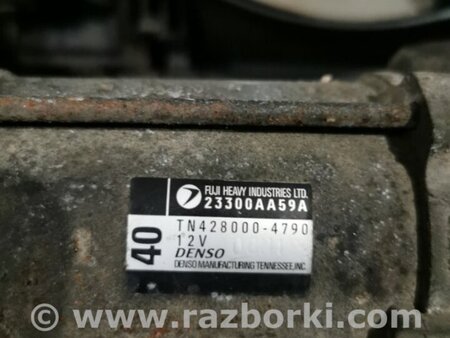 FUJI HEAVY INDUSTRIES LTD.
23300AA59A
40
TN428000-4790
12V
DENSO
DENSO MANUFACTURING TENNESSEE, INC.
www.razborki.com